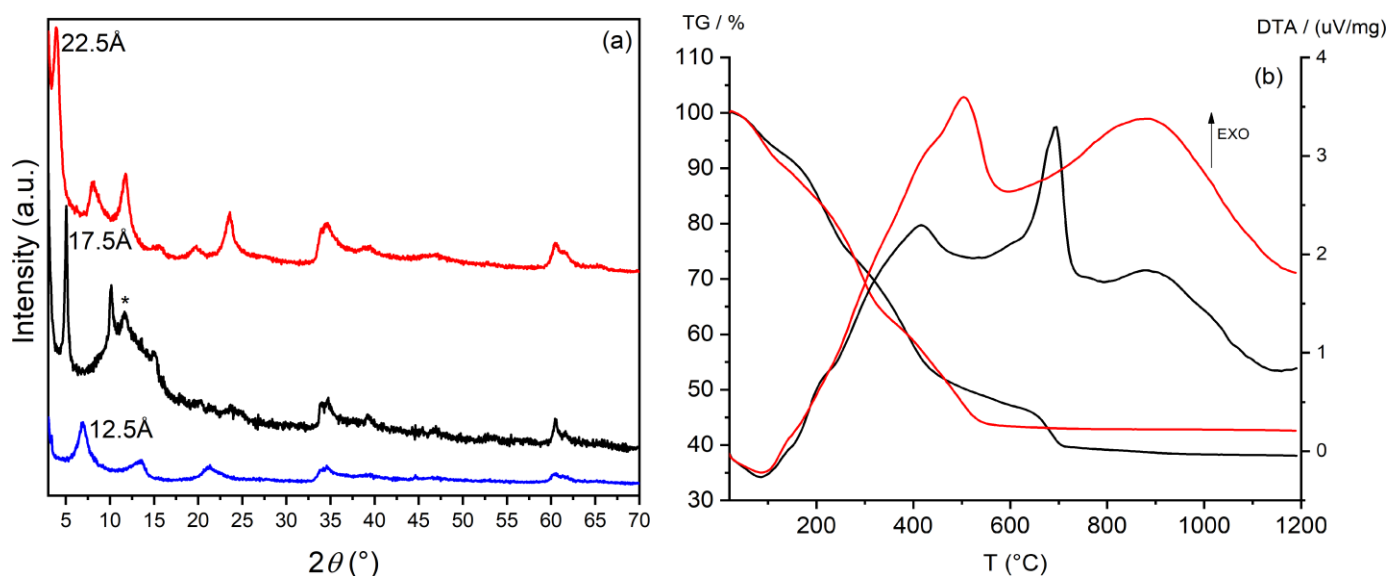 (a)
22.5Å
17.5Å
*
12.5Å
Intensity (a.u.)
5 10 15 20 25 30 35 40 45 50 55 60 65 70
2θ (°)
TG / %
DTA / (uV/mg)
(b)
EXO
110
100
90
80
70
60
50
40
30
4
3
2
1
0
200 400 600 800 1000 1200
T (°C)